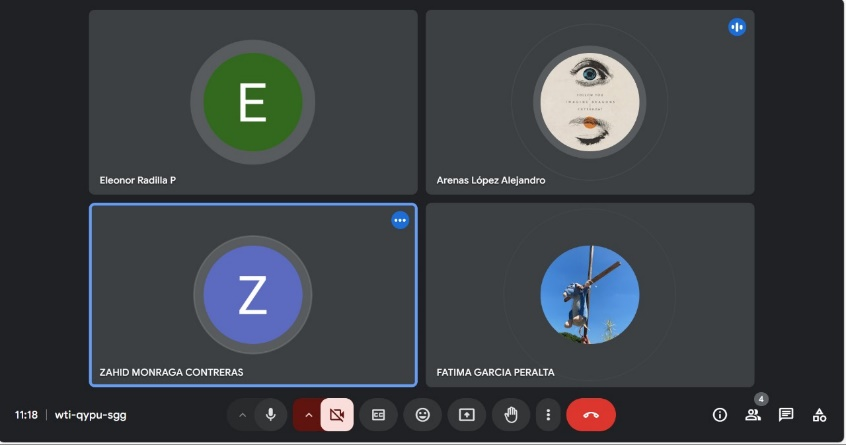 E
Eleonor Radilla P
Arenas López Alejandro
Z
ZAHID MONRAGA CONTRERAS
FATIMA GARCIA PERALTA
11:18 | wti-qypu-sgg
4